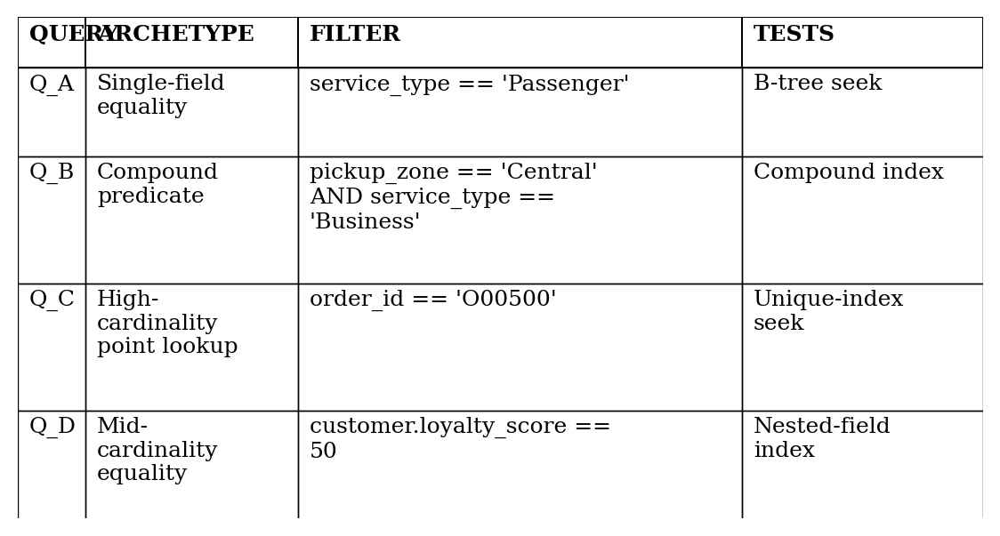 QUERY ARCHETYPE FILTER TESTS
Q_A Single-field service_type == 'Passenger' B-tree seek
equality
Q_B Compound pickup_zone == 'Central' Compound index
predicate AND service_type ==
'Business'
Q_C High- order_id == 'O00500' Unique-index
cardinality seek
point lookup
Q_D Mid- customer.loyalty_score == Nested-field
cardinality 50 index
equality